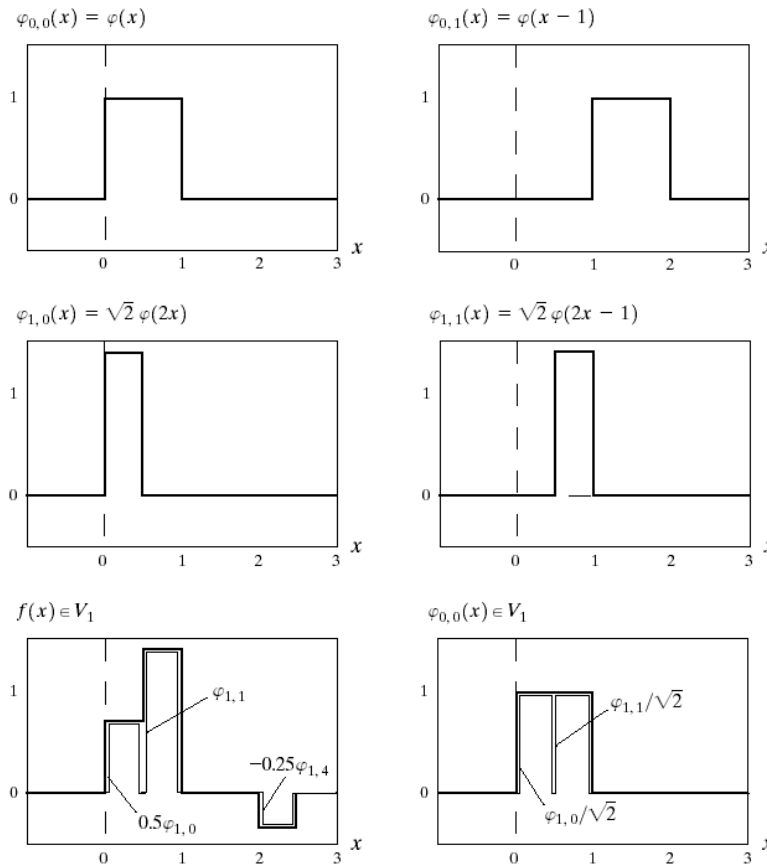 φ₀,₀(x) = φ(x)
φ₀,₁(x) = φ(x − 1)
1
0
0 1 2 3
x
1
0
0 1 2 3
x
φ₁,₀(x) = √2 φ(2x)
φ₁,₁(x) = √2 φ(2x − 1)
1
0
0 1 2 3
x
1
0
0 1 2 3
x
f(x) ∈ V₁
φ₀,₀(x) ∈ V₁
1
φ₁,₁
−0.25φ₁,₄
0
0.5φ₁,₀
0 1 2 3
x
1
φ₁,₁/√2
0
φ₁,₀/√2
0 1 2 3
x